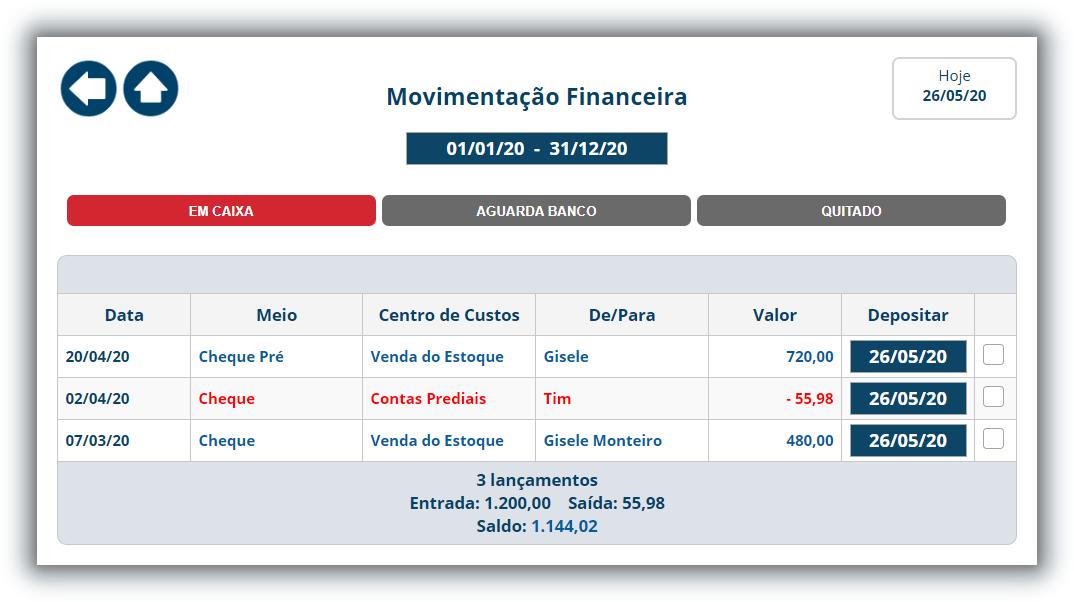 Hoje
26/05/20
Movimentação Financeira
01/01/20 - 31/12/20
EM CAIXA AGUARDA BANCO QUITADO
Data Meio Centro de Custos De/Para Valor Depositar
20/04/20 Cheque Pré Venda do Estoque Gisele 720,00 26/05/20
02/04/20 Cheque Contas Prediais Tim - 55,98 26/05/20
07/03/20 Cheque Venda do Estoque Gisele Monteiro 480,00 26/05/20
3 lançamentos
Entrada: 1.200,00 Saída: 55,98
Saldo: 1.144,02